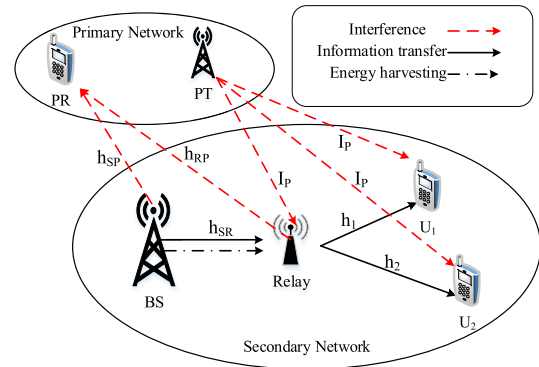 Primary Network
PR
PT
Interference
Information transfer
Energy harvesting
h_SP
h_RP
I_P
I_P
I_P
h_SR
h_1
h_2
U_1
BS
Relay
U_2
Secondary Network